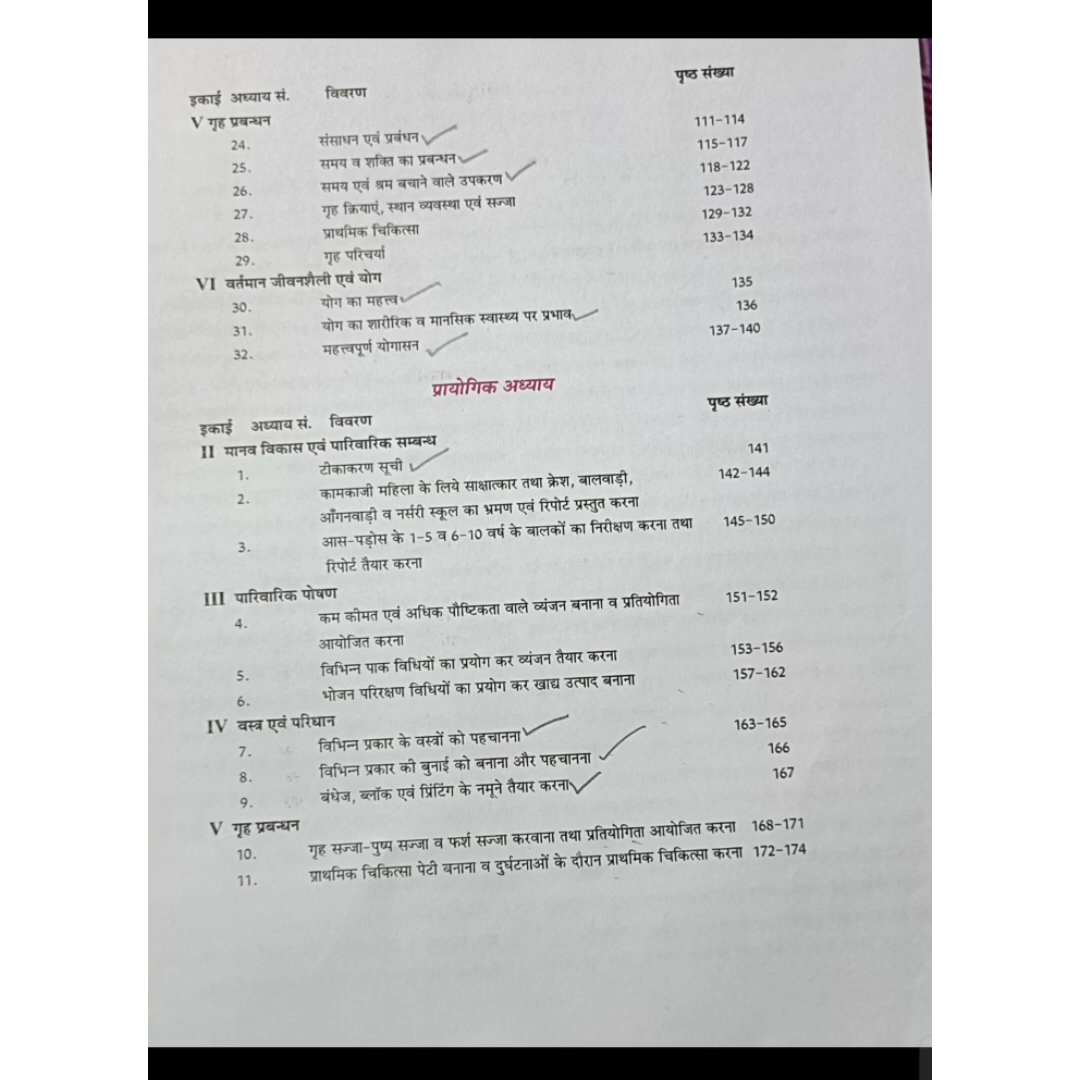 पृष्ठ संख्या
इकाई अध्याय सं. विवरण
V गृह प्रबन्धन
24. संसाधन एवं प्रबंधन 111-114
25. समय व शक्ति का प्रबन्धन 115-117
26. समय एवं श्रम बचाने वाले उपकरण 118-122
27. गृह क्रियाएं, स्थान व्यवस्था एवं सज्जा 123-128
28. प्राथमिक चिकित्सा 129-132
29. गृह परिचर्या 133-134
VI वर्तमान जीवनशैली एवं योग
30. योग का महत्त्व 135
31. योग का शारीरिक व मानसिक स्वास्थ्य पर प्रभाव 136
32. महत्त्वपूर्ण योगासन 137-140
प्रायोगिक अध्याय
पृष्ठ संख्या
इकाई अध्याय सं. विवरण
II मानव विकास एवं पारिवारिक सम्बन्ध
1. टीकाकरण सूची 141
2. कामकाजी महिला के लिये साक्षात्कार तथा क्रेश, बालवाड़ी, 142-144
आँगनवाड़ी व नर्सरी स्कूल का भ्रमण एवं रिपोर्ट प्रस्तुत करना
3. आस-पड़ोस के 1-5 व 6-10 वर्ष के बालकों का निरीक्षण करना तथा 145-150
रिपोर्ट तैयार करना
III पारिवारिक पोषण
4. कम कीमत एवं अधिक पौष्टिकता वाले व्यंजन बनाना व प्रतियोगिता 151-152
आयोजित करना
5. विभिन्न पाक विधियों का प्रयोग कर व्यंजन तैयार करना 153-156
6. भोजन परिरक्षण विधियों का प्रयोग कर खाद्य उत्पाद बनाना 157-162
IV वस्त्र एवं परिधान
7. विभिन्न प्रकार के वस्त्रों को पहचानना 163-165
8. विभिन्न प्रकार की बुनाई को बनाना और पहचानना 166
9. बंधेज, ब्लॉक एवं प्रिंटिंग के नमूने तैयार करना 167
V गृह प्रबन्धन
10. गृह सज्जा-पुष्प सज्जा व फर्श सज्जा करवाना तथा प्रतियोगिता आयोजित करना 168-171
11. प्राथमिक चिकित्सा पेटी बनाना व दुर्घटनाओं के दौरान प्राथमिक चिकित्सा करना 172-174